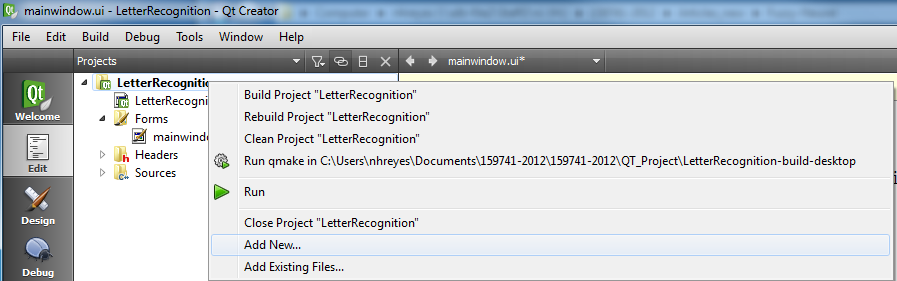 mainwindow.ui - LetterRecognition - Qt Creator
File Edit Build Debug Tools Window Help
Projects mainwindow.ui*
Qt Welcome
Edit
Design
Debug
LetterRecognition
LetterRecogni
Forms
mainwindow
Headers
Sources
Build Project "LetterRecognition"
Rebuild Project "LetterRecognition"
Clean Project "LetterRecognition"
Run qmake in C:\Users\nhreyes\Documents\159741-2012\159741-2012\QT_Project\LetterRecognition-build-desktop
Run
Close Project "LetterRecognition"
Add New...
Add Existing Files...